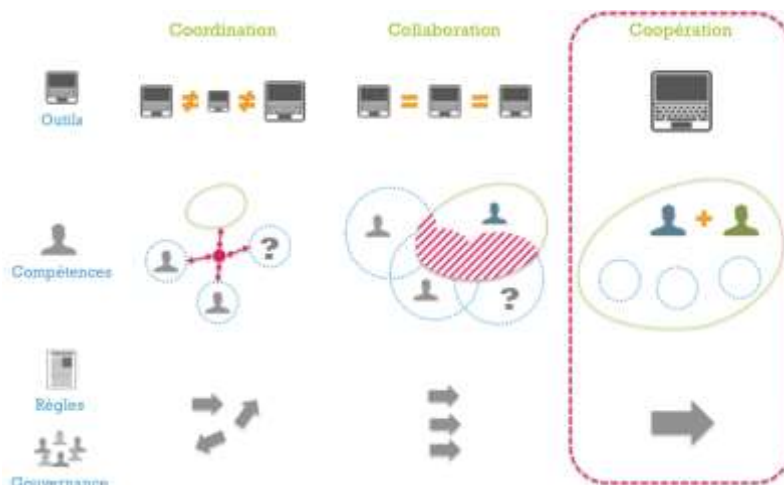 Coordination
Collaboration
Coopération
Outils
?
Compétences
?
Règles
Gouvernance